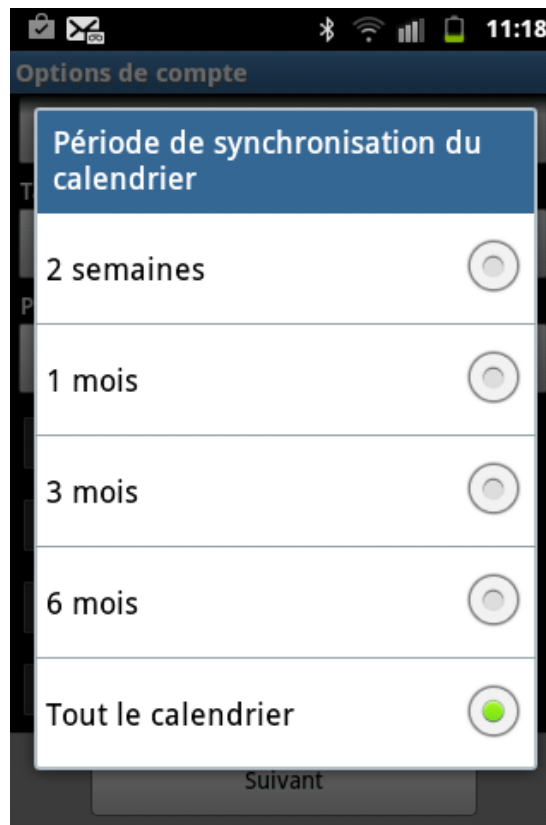 11:18
Options de compte
Période de synchronisation du
calendrier
2 semaines
1 mois
3 mois
6 mois
Tout le calendrier
Suivant